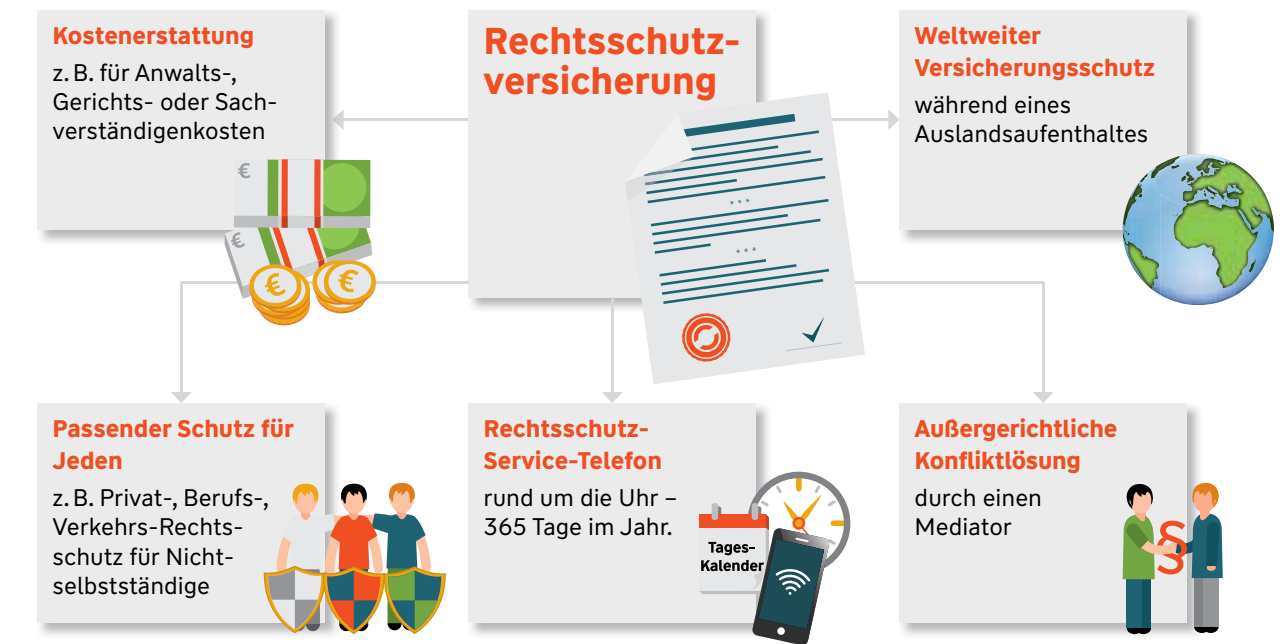 Kostenerstattung
z. B. für Anwalts-,
Gerichts- oder Sach-
verständigenkosten
€
€
€
€
Rechtsschutz-
versicherung
Weltweiter
Versicherungsschutz
während eines
Auslandsaufenthaltes
Passender Schutz für
Jeden
z. B. Privat-, Berufs-,
Verkehrs-Rechts-
schutz für Nicht-
selbstständige
Rechtsschutz-
Service-Telefon
rund um die Uhr –
365 Tage im Jahr.
Tages-
Kalender
Außergerichtliche
Konfliktlösung
durch einen
Mediator
§